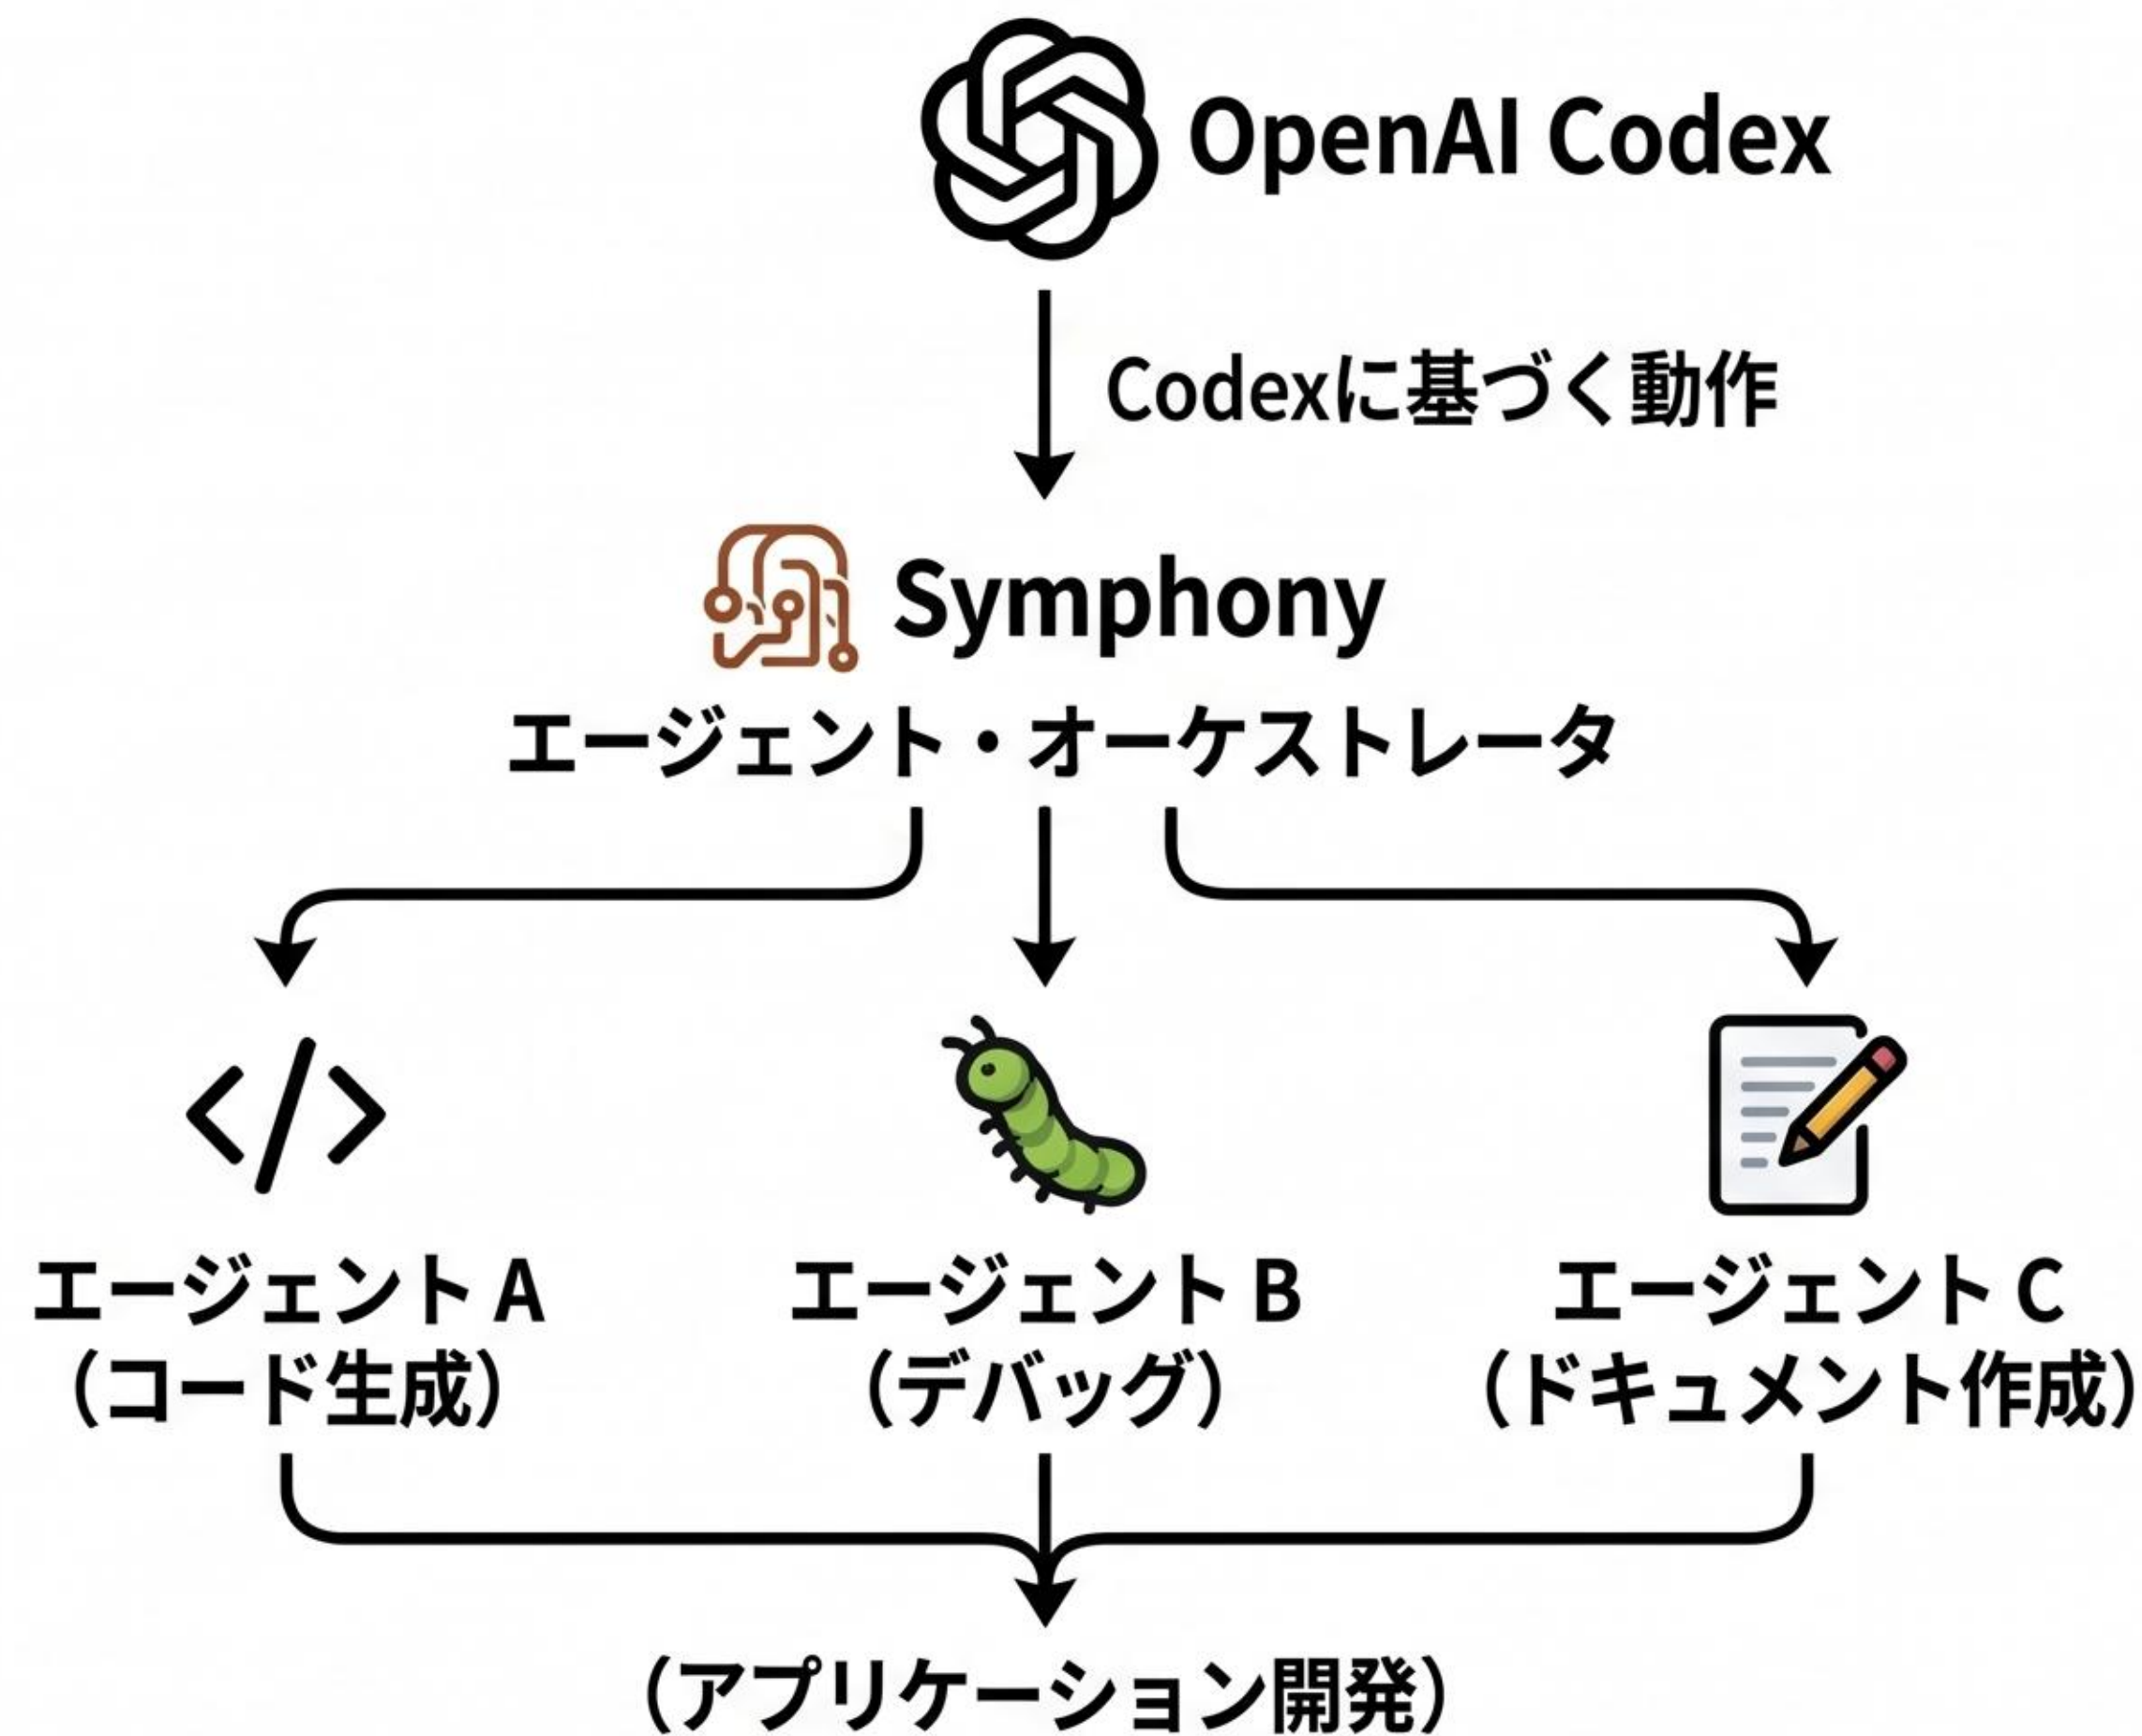 OpenAI Codex
Codexに基づく動作
Symphony
エージェント・オーケストレータ
エージェント A
（コード生成）
エージェント B
（デバッグ）
エージェント C
（ドキュメント作成）
（アプリケーション開発）